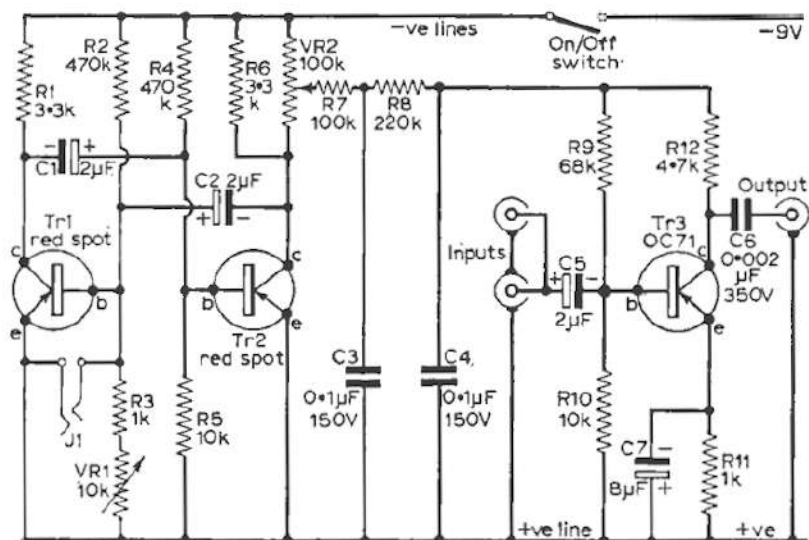 −ve lines
On/Off
switch
−9V
R1
3·3k
R2
470k
R4
470
k
R6
3·3
k
VR2
100k
R7
100k
R8
220k
R9
68k
R12
4·7k
Output
− +
C1
2μF
C2 2μF
+ −
Tr1
red spot
c
b
e
c
b
e
Tr2
red spot
Inputs
+ C5 −
2μF
Tr3
OC71
c
b
e
C6
0·002
μF
350V
J1
R3
1k
VR1
10k
R5
10k
C3
0·1μF
150V
C4
0·1μF
150V
R10
10k
C7 −
8μF +
R11
1k
+ve line
+ve